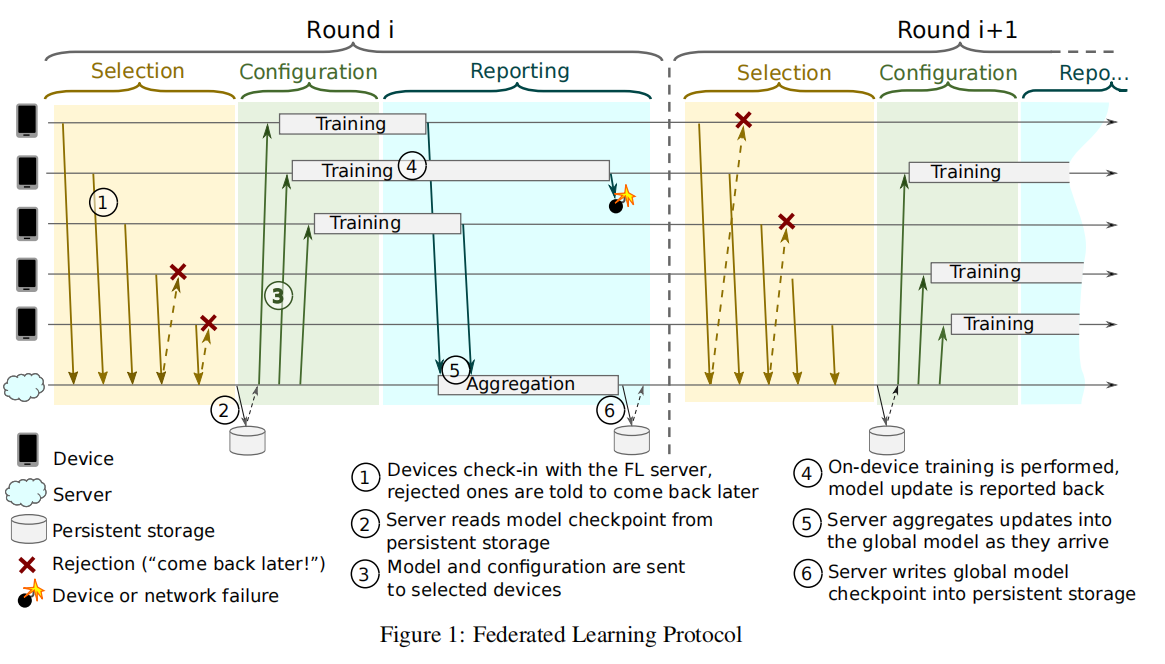 Round i
Round i+1
Selection
Configuration
Reporting
Selection
Configuration
Repo...
Training
Training
4
1
Training
Training
Training
3
Training
5
Aggregation
2
6
Device
Server
Persistent storage
Rejection (“come back later!”)
Device or network failure
1 Devices check-in with the FL server,
rejected ones are told to come back later
2 Server reads model checkpoint from
persistent storage
3 Model and configuration are sent
to selected devices
4 On-device training is performed,
model update is reported back
5 Server aggregates updates into
the global model as they arrive
6 Server writes global model
checkpoint into persistent storage
Figure 1: Federated Learning Protocol